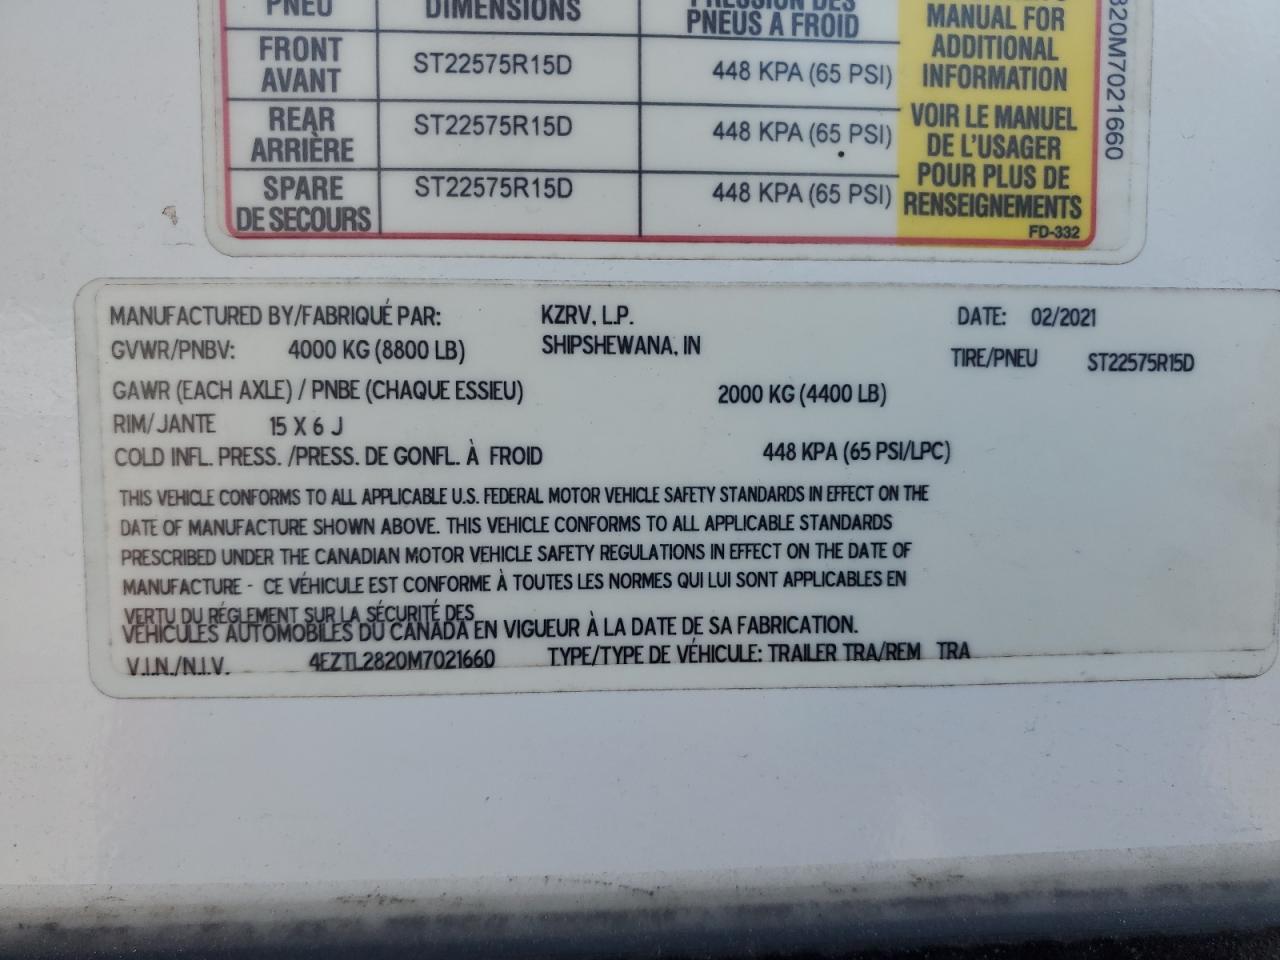 PNEU DIMENSIONS PRESSION DES
PNEUS A FROID
FRONT
AVANT ST22575R15D 448 KPA (65 PSI)
REAR
ARRIÈRE ST22575R15D 448 KPA (65 PSI)
SPARE
DE SECOURS ST22575R15D 448 KPA (65 PSI)
MANUAL FOR
ADDITIONAL
INFORMATION
VOIR LE MANUEL
DE L'USAGER
POUR PLUS DE
RENSEIGNEMENTS
FD-332
820M7021660
MANUFACTURED BY/FABRIQUÉ PAR: KZRV, L.P. DATE: 02/2021
GVWR/PNBV: 4000 KG (8800 LB) SHIPSHEWANA, IN TIRE/PNEU ST22575R15D
GAWR (EACH AXLE) / PNBE (CHAQUE ESSIEU) 2000 KG (4400 LB)
RIM/JANTE 15 X 6 J
COLD INFL. PRESS. /PRESS. DE GONFL. À FROID 448 KPA (65 PSI/LPC)
THIS VEHICLE CONFORMS TO ALL APPLICABLE U.S. FEDERAL MOTOR VEHICLE SAFETY STANDARDS IN EFFECT ON THE
DATE OF MANUFACTURE SHOWN ABOVE. THIS VEHICLE CONFORMS TO ALL APPLICABLE STANDARDS
PRESCRIBED UNDER THE CANADIAN MOTOR VEHICLE SAFETY REGULATIONS IN EFFECT ON THE DATE OF
MANUFACTURE - CE VÉHICULE EST CONFORME À TOUTES LES NORMES QUI LUI SONT APPLICABLES EN
VERTU DU RÉGLEMENT SUR LA SÉCURITÉ DES
VÉHICULES AUTOMOBILES DU CANADA EN VIGUEUR À LA DATE DE SA FABRICATION.
V.I.N./N.I.V. 4EZTL2820M7021660 TYPE/TYPE DE VÉHICULE: TRAILER TRA/REM TRA